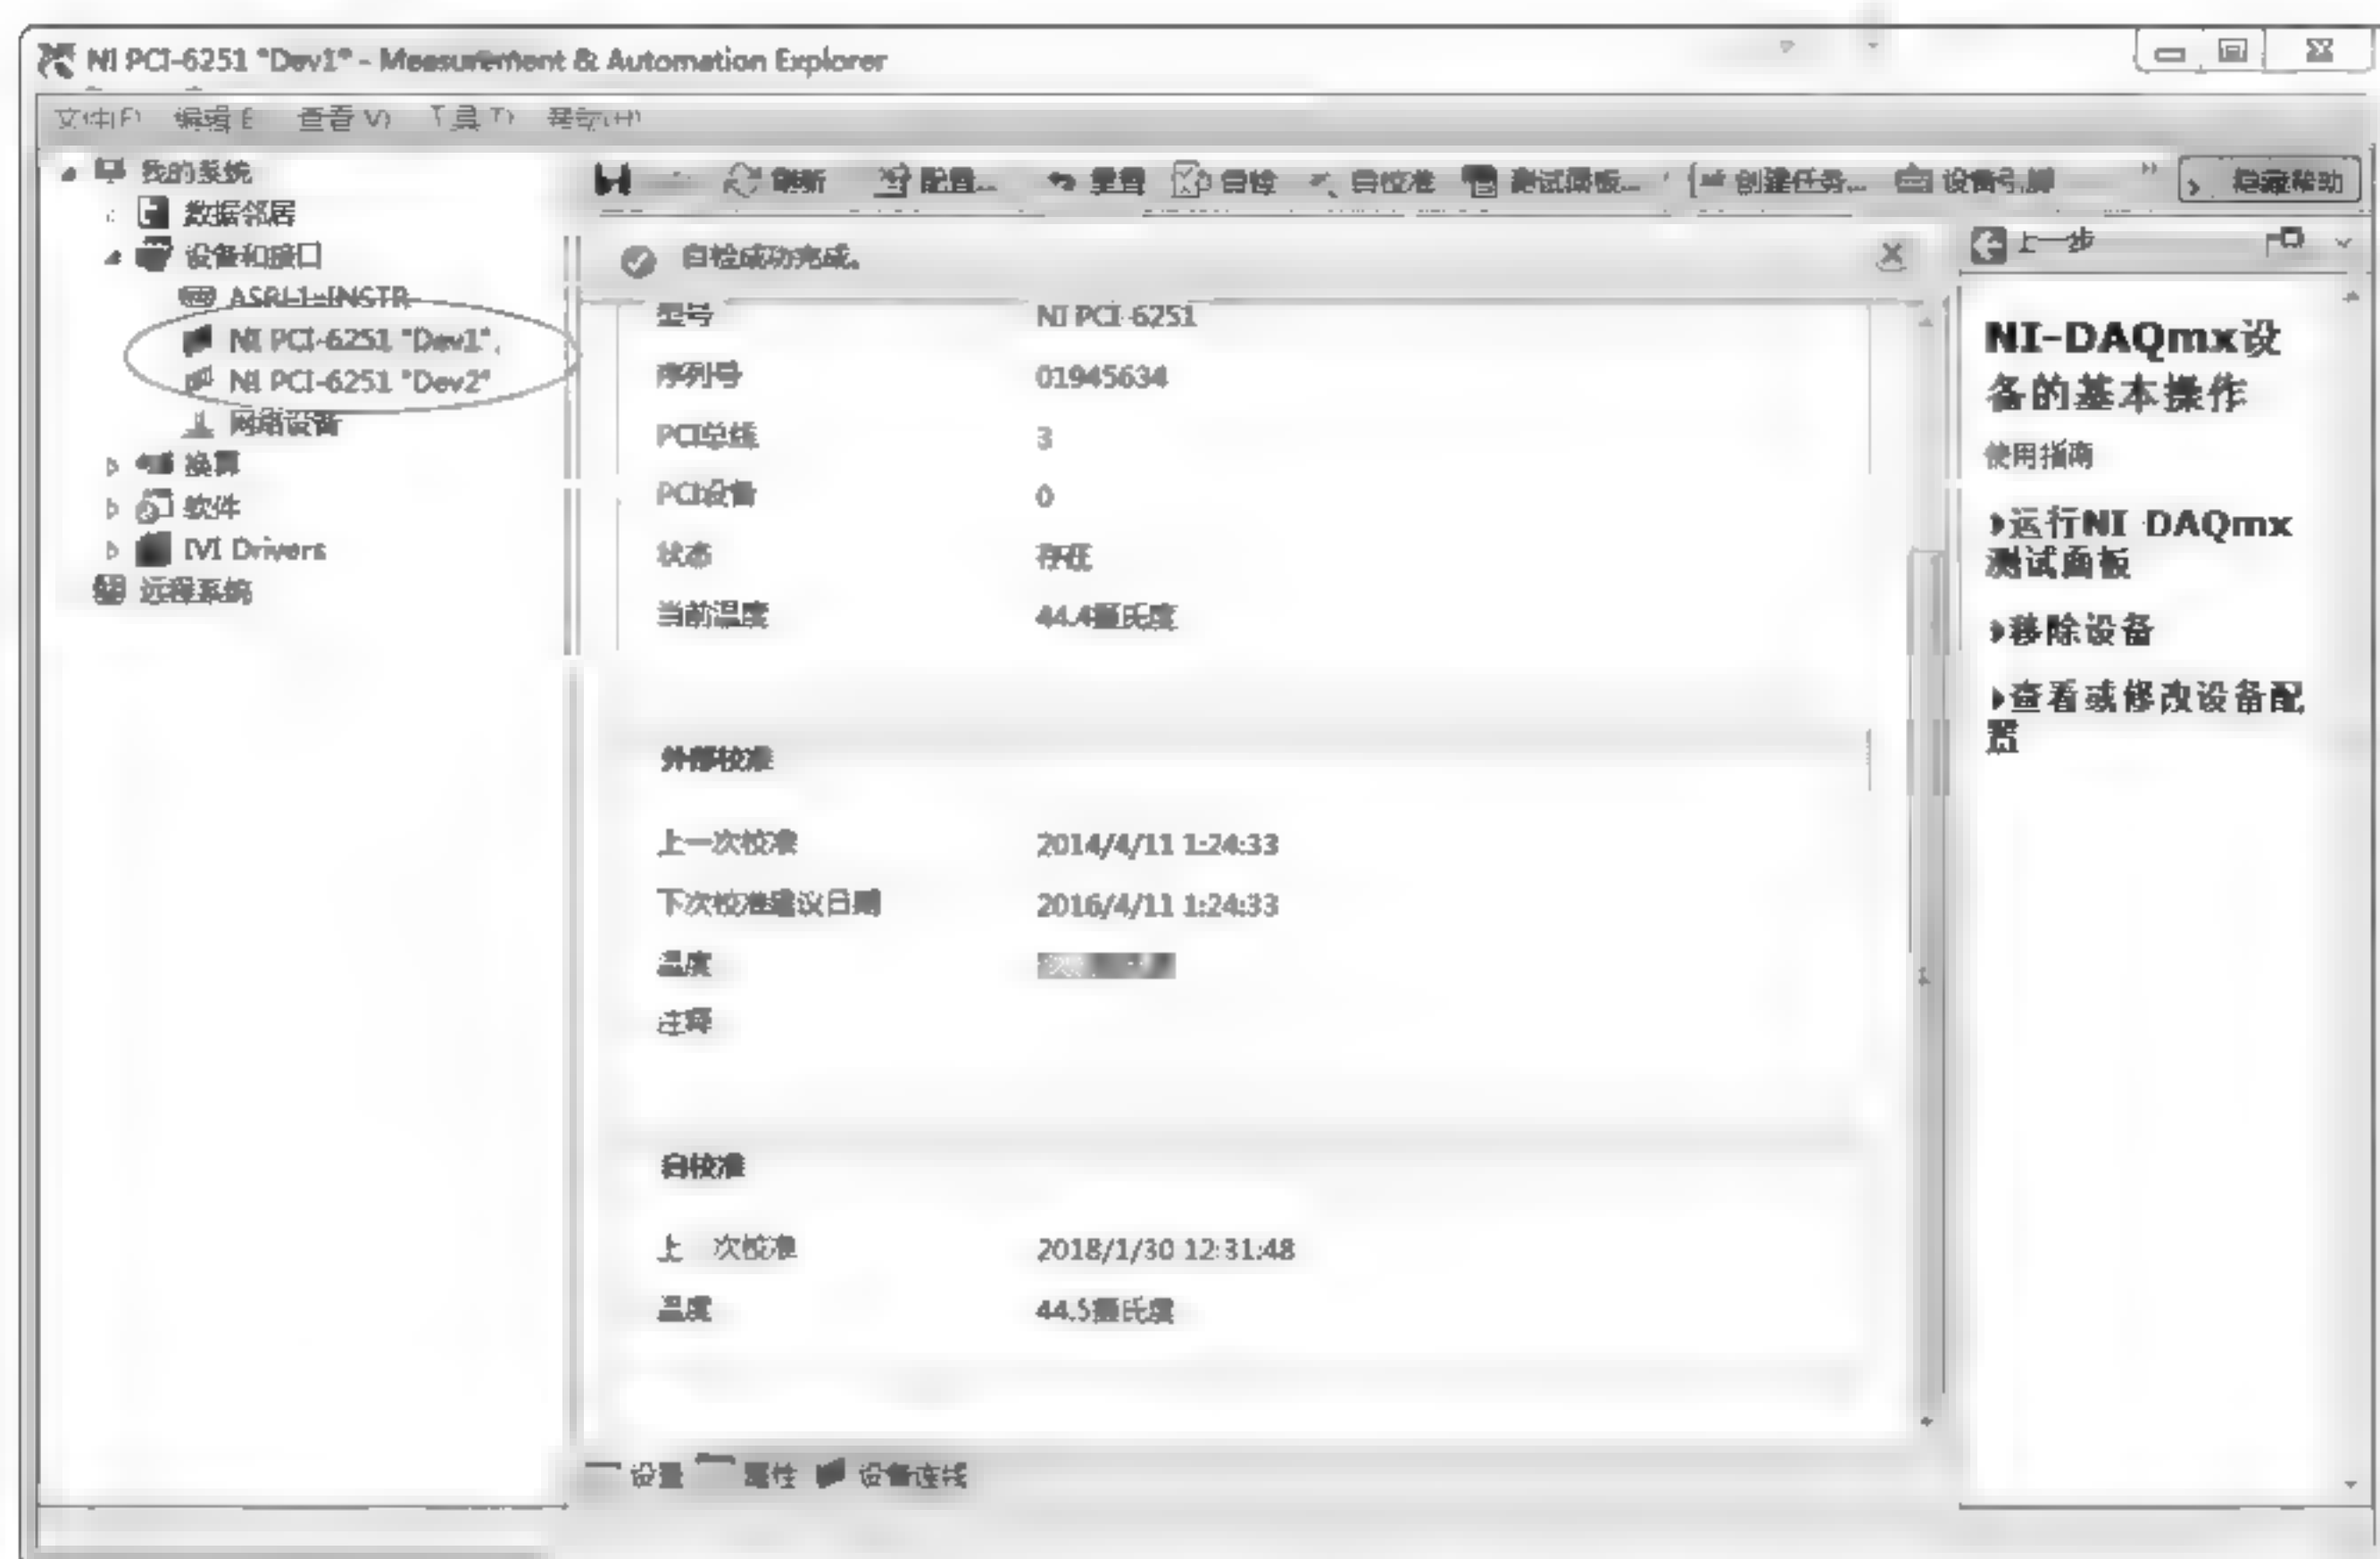 NI PCI-6251 "Dev1" - Measurement & Automation Explorer
文件(F) 编辑(E) 查看(V) 工具(T) 帮助(H)
我的系统
数据邻居
设备和接口
ASRL1::INSTR
NI PCI-6251 "Dev1"
NI PCI-6251 "Dev2"
网络设备
换算
软件
IVI Drivers
远程系统
刷新 配置... 重置 自检 自校准 测试面板... 创建任务... 设备引脚 隐藏帮助
自检成功完成。
型号 NI PCI-6251
序列号 01945634
PCI总线 3
PCI设备 0
状态 存在
当前温度 44.4摄氏度
外部校准
上一次校准 2014/4/11 1:24:33
下次校准建议日期 2016/4/11 1:24:33
温度
注释
自校准
上一次校准 2018/1/30 12:31:48
温度 44.5摄氏度
设置 属性 设备连线
上一步
NI-DAQmx设
备的基本操作
使用指南
运行NI-DAQmx
测试面板
移除设备
查看或修改设备配
置